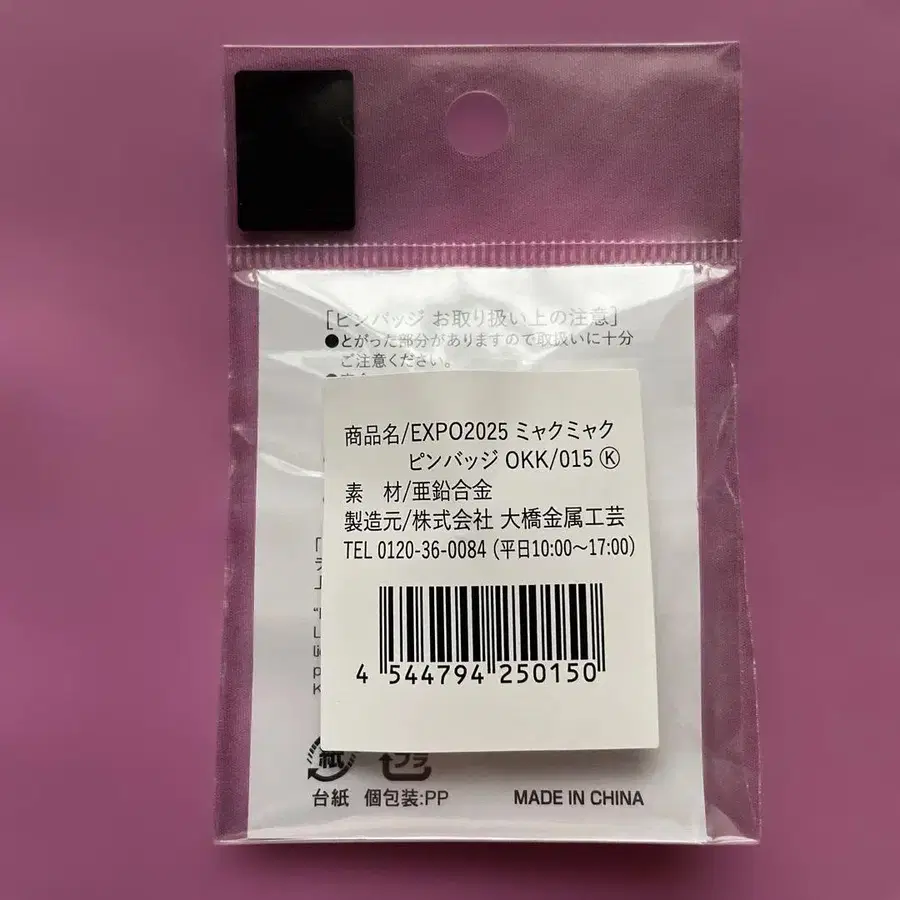 [ピンバッジ お取り扱い上の注意]
●とがった部分がありますので取扱いに十分
ご注意ください。
商品名/EXPO2025 ミャクミャク
ピンバッジ OKK/015 Ⓚ
素 材/亜鉛合金
製造元/株式会社 大橋金属工芸
TEL 0120-36-0084 (平日10:00〜17:00)
4 544794 250150
紙 プラ
台紙 個包装:PP MADE IN CHINA